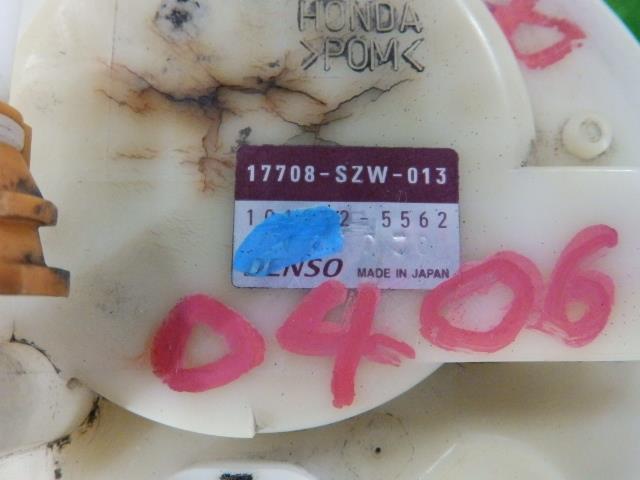 HONDA
>POM<
17708-SZW-013
DENSO MADE IN JAPAN
0406